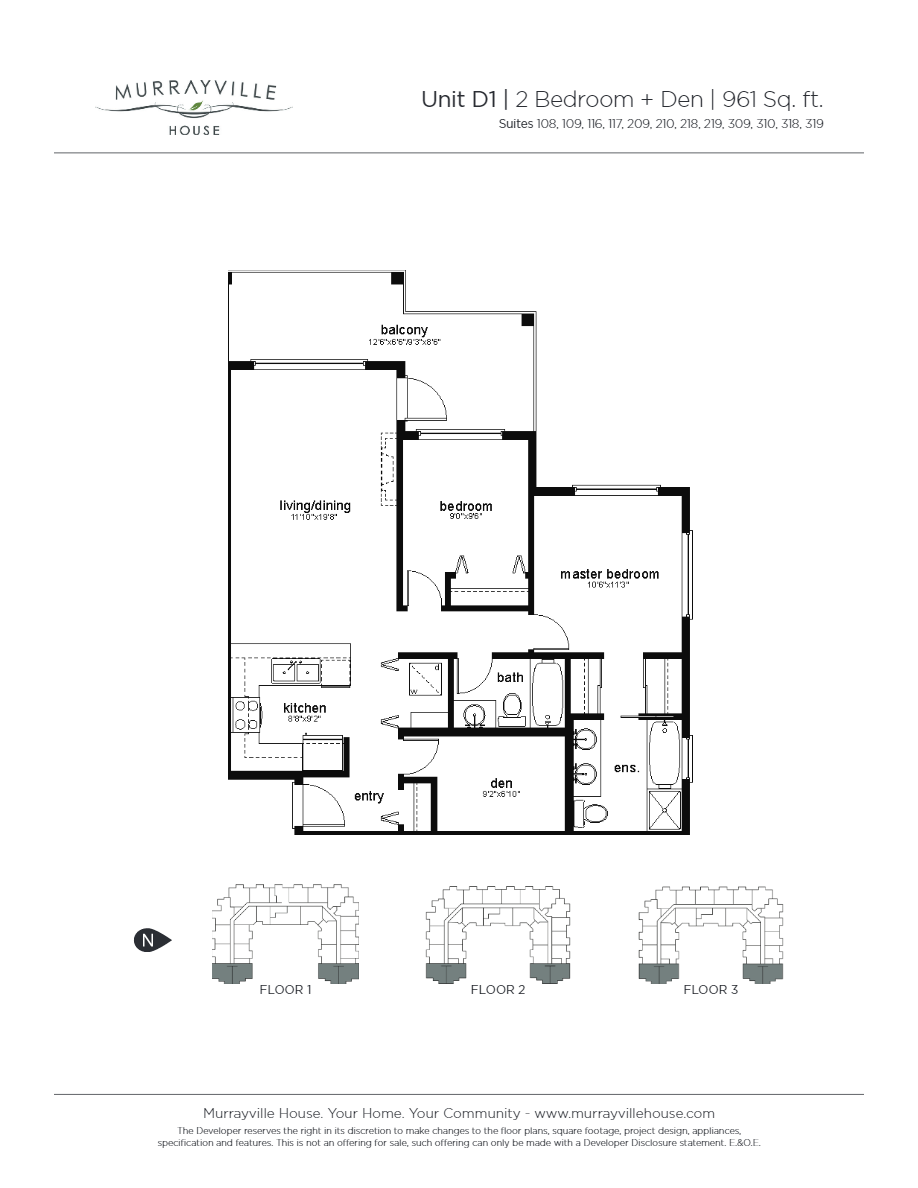 MURRAYVILLE
HOUSE
Unit D1 | 2 Bedroom + Den | 961 Sq. ft.
Suites 108, 109, 116, 117, 209, 210, 218, 219, 309, 310, 318, 319
balcony
12'6"x6'6"/9'3"x8'6"
living/dining
11'10"x19'8"
bedroom
9'0"x9'6"
master bedroom
10'6"x11'3"
d
w
bath
kitchen
8'8"x9'2"
ens.
den
9'2"x6'10"
entry
N
FLOOR 1
FLOOR 2
FLOOR 3
Murrayville House. Your Home. Your Community - www.murrayvillehouse.com
The Developer reserves the right in its discretion to make changes to the floor plans, square footage, project design, appliances,
specification and features. This is not an offering for sale, such offering can only be made with a Developer Disclosure statement. E.&O.E.